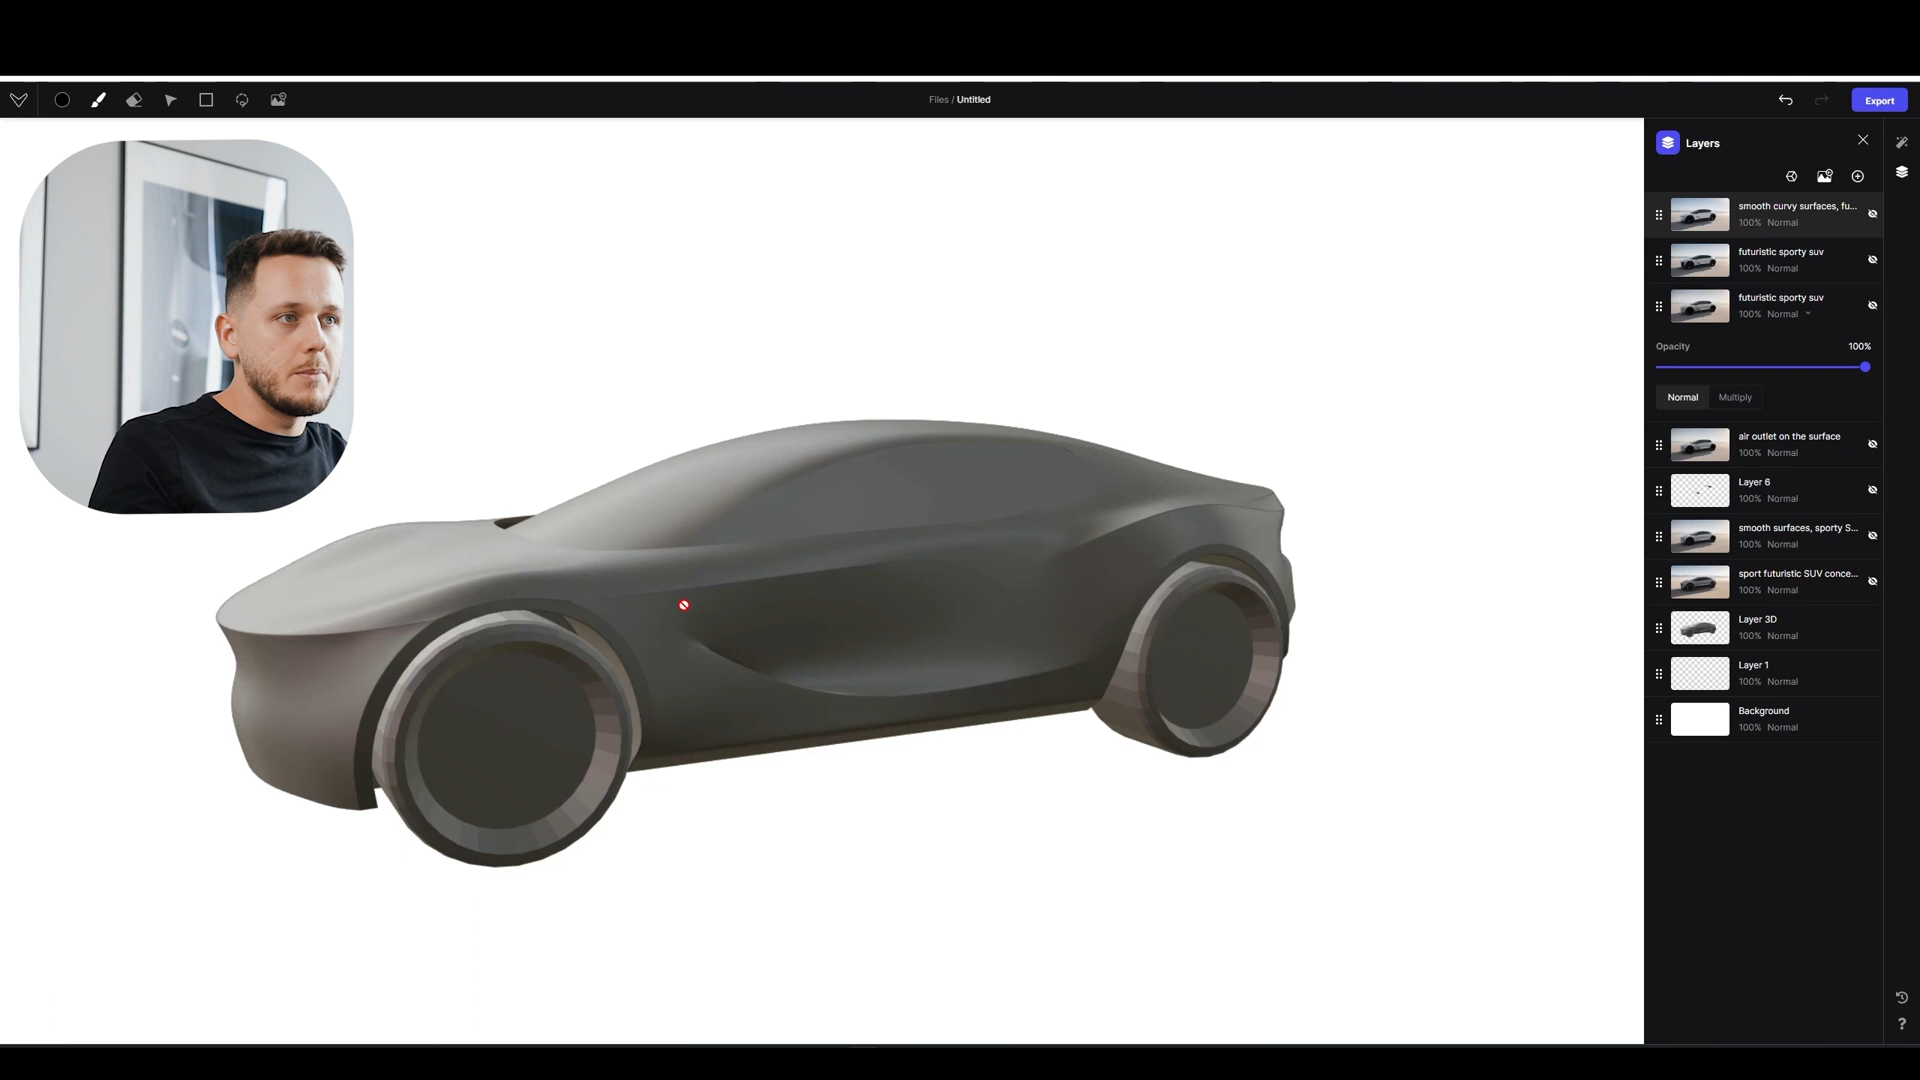 Files / Untitled
Export
Layers
smooth curvy surfaces, fu...
100% Normal
futuristic sporty suv
100% Normal
futuristic sporty suv
100% Normal
Opacity 100%
Normal Multiply
air outlet on the surface
100% Normal
Layer 6
100% Normal
smooth surfaces, sporty S...
100% Normal
sport futuristic SUV conce...
100% Normal
Layer 3D
100% Normal
Layer 1
100% Normal
Background
100% Normal
?